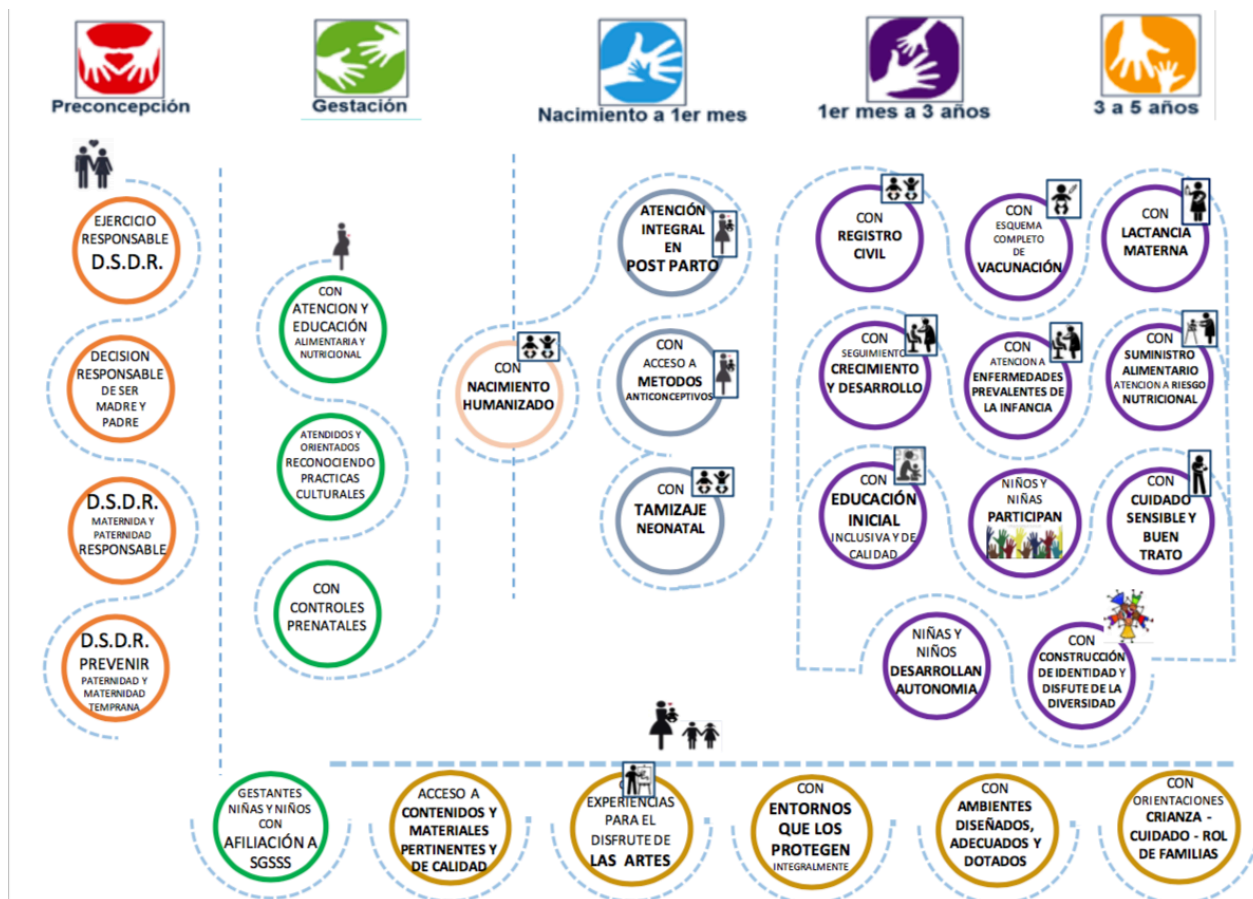 Preconcepción
Gestación
Nacimiento a 1er mes
1er mes a 3 años
3 a 5 años
EJERCICIO
RESPONSABLE
D.S.D.R.
DECISION
RESPONSABLE
DE SER
MADRE Y
PADRE
D.S.D.R.
MATERNIDA Y
PATERNIDAD
RESPONSABLE
D.S.D.R.
PREVENIR
PATERNIDAD Y
MATERNIDAD
TEMPRANA
CON
ATENCION Y
EDUCACIÓN
ALIMENTARIA Y
NUTRICIONAL
ATENDIDOS Y
ORIENTADOS
RECONOCIENDO
PRACTICAS
CULTURALES
CON
CONTROLES
PRENATALES
CON
NACIMIENTO
HUMANIZADO
ATENCIÓN
INTEGRAL
EN
POST PARTO
CON
ACCESO A
METODOS
ANTICONCEPTIVOS
CON
TAMIZAJE
NEONATAL
CON
REGISTRO
CIVIL
CON
ESQUEMA
COMPLETO
DE
VACUNACIÓN
CON
LACTANCIA
MATERNA
CON
SEGUIMIENTO
CRECIMIENTO
Y DESARROLLO
CON
ATENCION A
ENFERMEDADES
PREVALENTES DE
LA INFANCIA
CON
SUMINISTRO
ALIMENTARIO
ATENCION A RIESGO
NUTRICIONAL
CON
EDUCACIÓN
INICIAL
INCLUSIVA Y DE
CALIDAD
NIÑOS Y
NIÑAS
PARTICIPAN
CON
CUIDADO
SENSIBLE Y
BUEN
TRATO
NIÑAS Y
NIÑOS
DESARROLLAN
AUTONOMIA
CON
CONSTRUCCIÓN
DE IDENTIDAD Y
DISFUTE DE LA
DIVERSIDAD
GESTANTES
NIÑAS Y NIÑOS
CON
AFILIACIÓN A
SGSSS
ACCESO A
CONTENIDOS Y
MATERIALES
PERTINENTES Y
DE CALIDAD
EXPERIENCIAS
PARA EL
DISFRUTE DE
LAS ARTES
CON
ENTORNOS
QUE LOS
PROTEGEN
INTEGRALMENTE
CON
AMBIENTES
DISEÑADOS,
ADECUADOS Y
DOTADOS
CON
ORIENTACIONES
CRIANZA -
CUIDADO - ROL
DE FAMILIAS